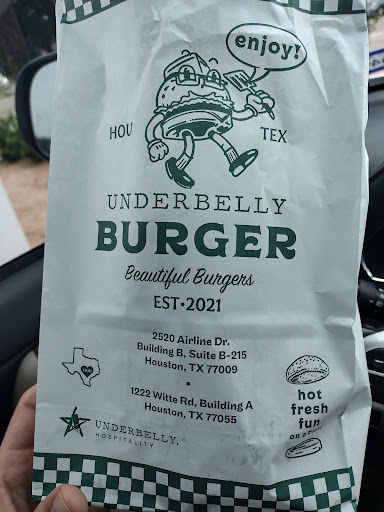 enjoy!
HOU TEX
UNDERBELLY
BURGER
Beautiful Burgers
EST•2021
2520 Airline Dr.
Building B, Suite B-215
Houston, TX 77009
•
1222 Witte Rd, Building A
Houston, TX 77055
UNDERBELLY.
HOSPITALITY
hot
fresh
fun
on a